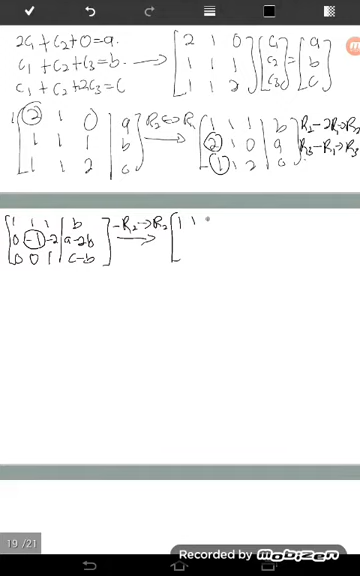 2C1 + C2 + 0 = a.
C1 + C2 + C3 = b
C1 + C2 + 2C3 = C
→ [2 1 0; 1 1 1; 1 1 2] [C1; C2; C3] = [a; b; c]
[2 1 0 | a; 1 1 1 | b; 1 1 2 | c] R2 ↔ R1 → [1 1 1 | b; 2 1 0 | a; 1 1 2 | c] R2 - 2R1 → R2
R3 - R1 → R3
[1 1 1 | b; 0 -1 -2 | a-2b; 0 0 1 | c-b] -R2 → R2 [1 1
19 /21
Recorded by Mobizen